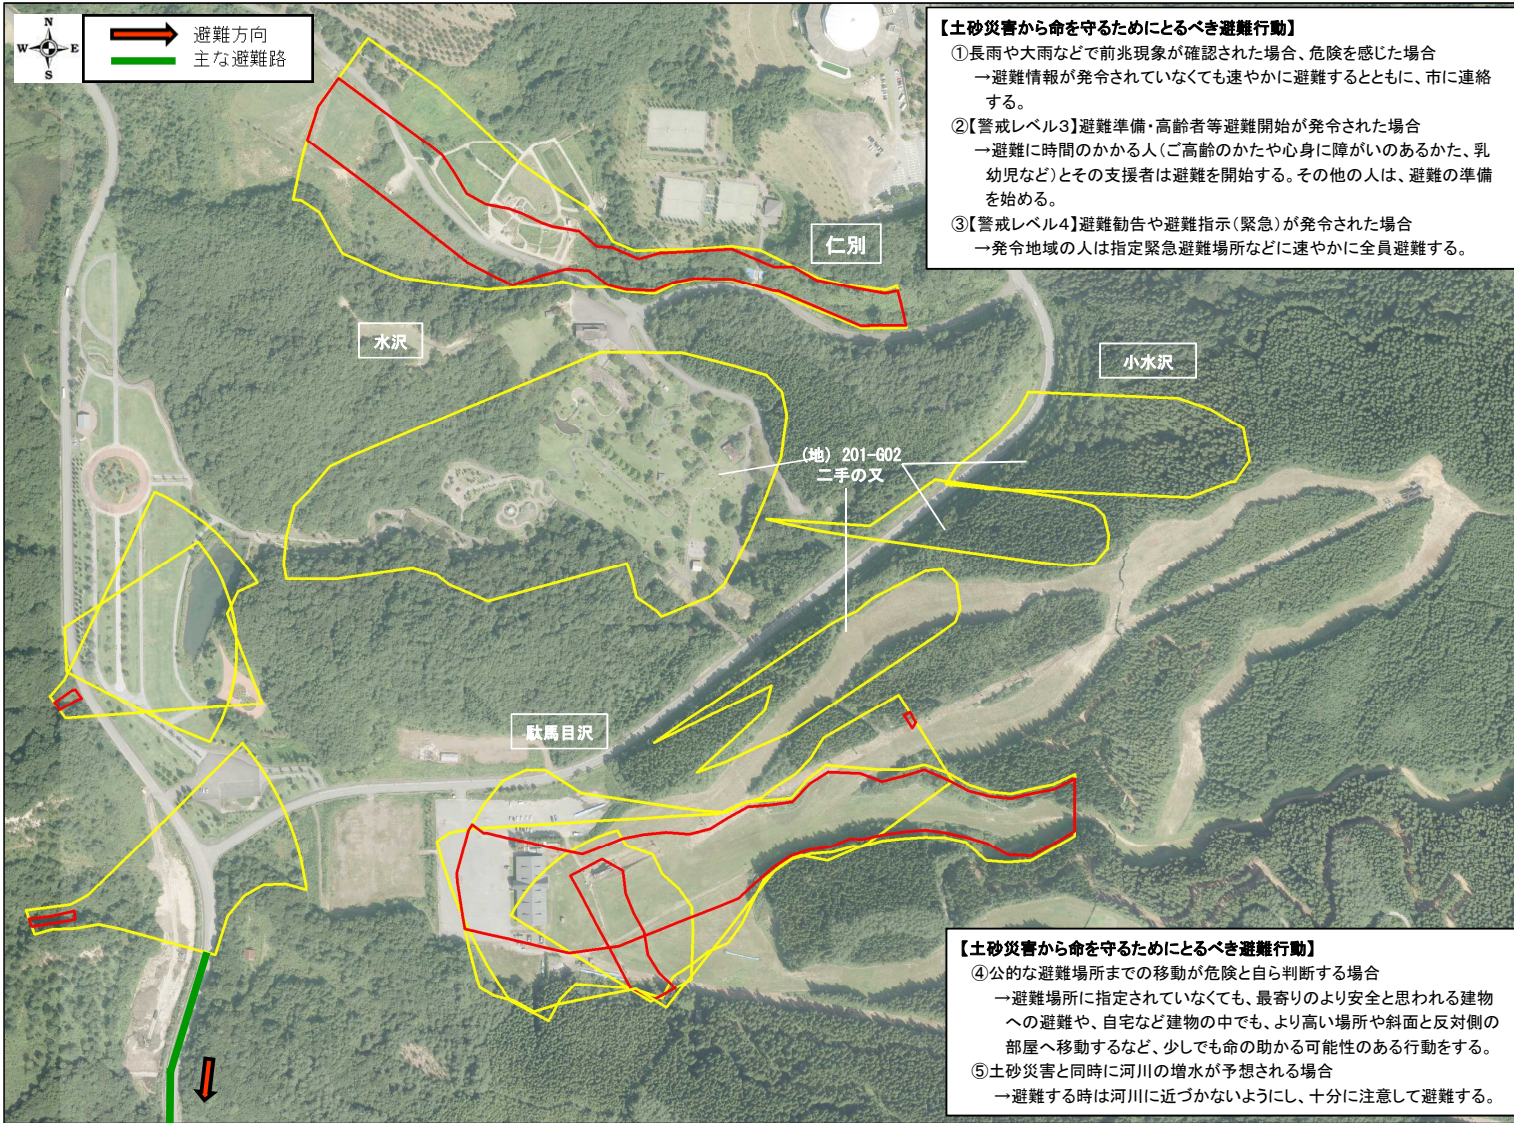 N
W E
S
避難方向
主な避難路
【土砂災害から命を守るためにとるべき避難行動】
①長雨や大雨などで前兆現象が確認された場合、危険を感じた場合
→避難情報が発令されていなくても速やかに避難するとともに、市に連絡
する。
②【警戒レベル3】避難準備・高齢者等避難開始が発令された場合
→避難に時間のかかる人(ご高齢のかたや心身に障がいのあるかた、乳
幼児など)とその支援者は避難を開始する。その他の人は、避難の準備
を始める。
③【警戒レベル4】避難勧告や避難指示(緊急)が発令された場合
→発令地域の人は指定緊急避難場所などに速やかに全員避難する。
仁別
水沢
小水沢
(地) 201-G02
二手の又
駄馬目沢
【土砂災害から命を守るためにとるべき避難行動】
④公的な避難場所までの移動が危険と自ら判断する場合
→避難場所に指定されていなくても、最寄りのより安全と思われる建物
への避難や、自宅など建物の中でも、より高い場所や斜面と反対側の
部屋へ移動するなど、少しでも命の助かる可能性のある行動をする。
⑤土砂災害と同時に河川の増水が予想される場合
→避難する時は河川に近づかないようにし、十分に注意して避難する。